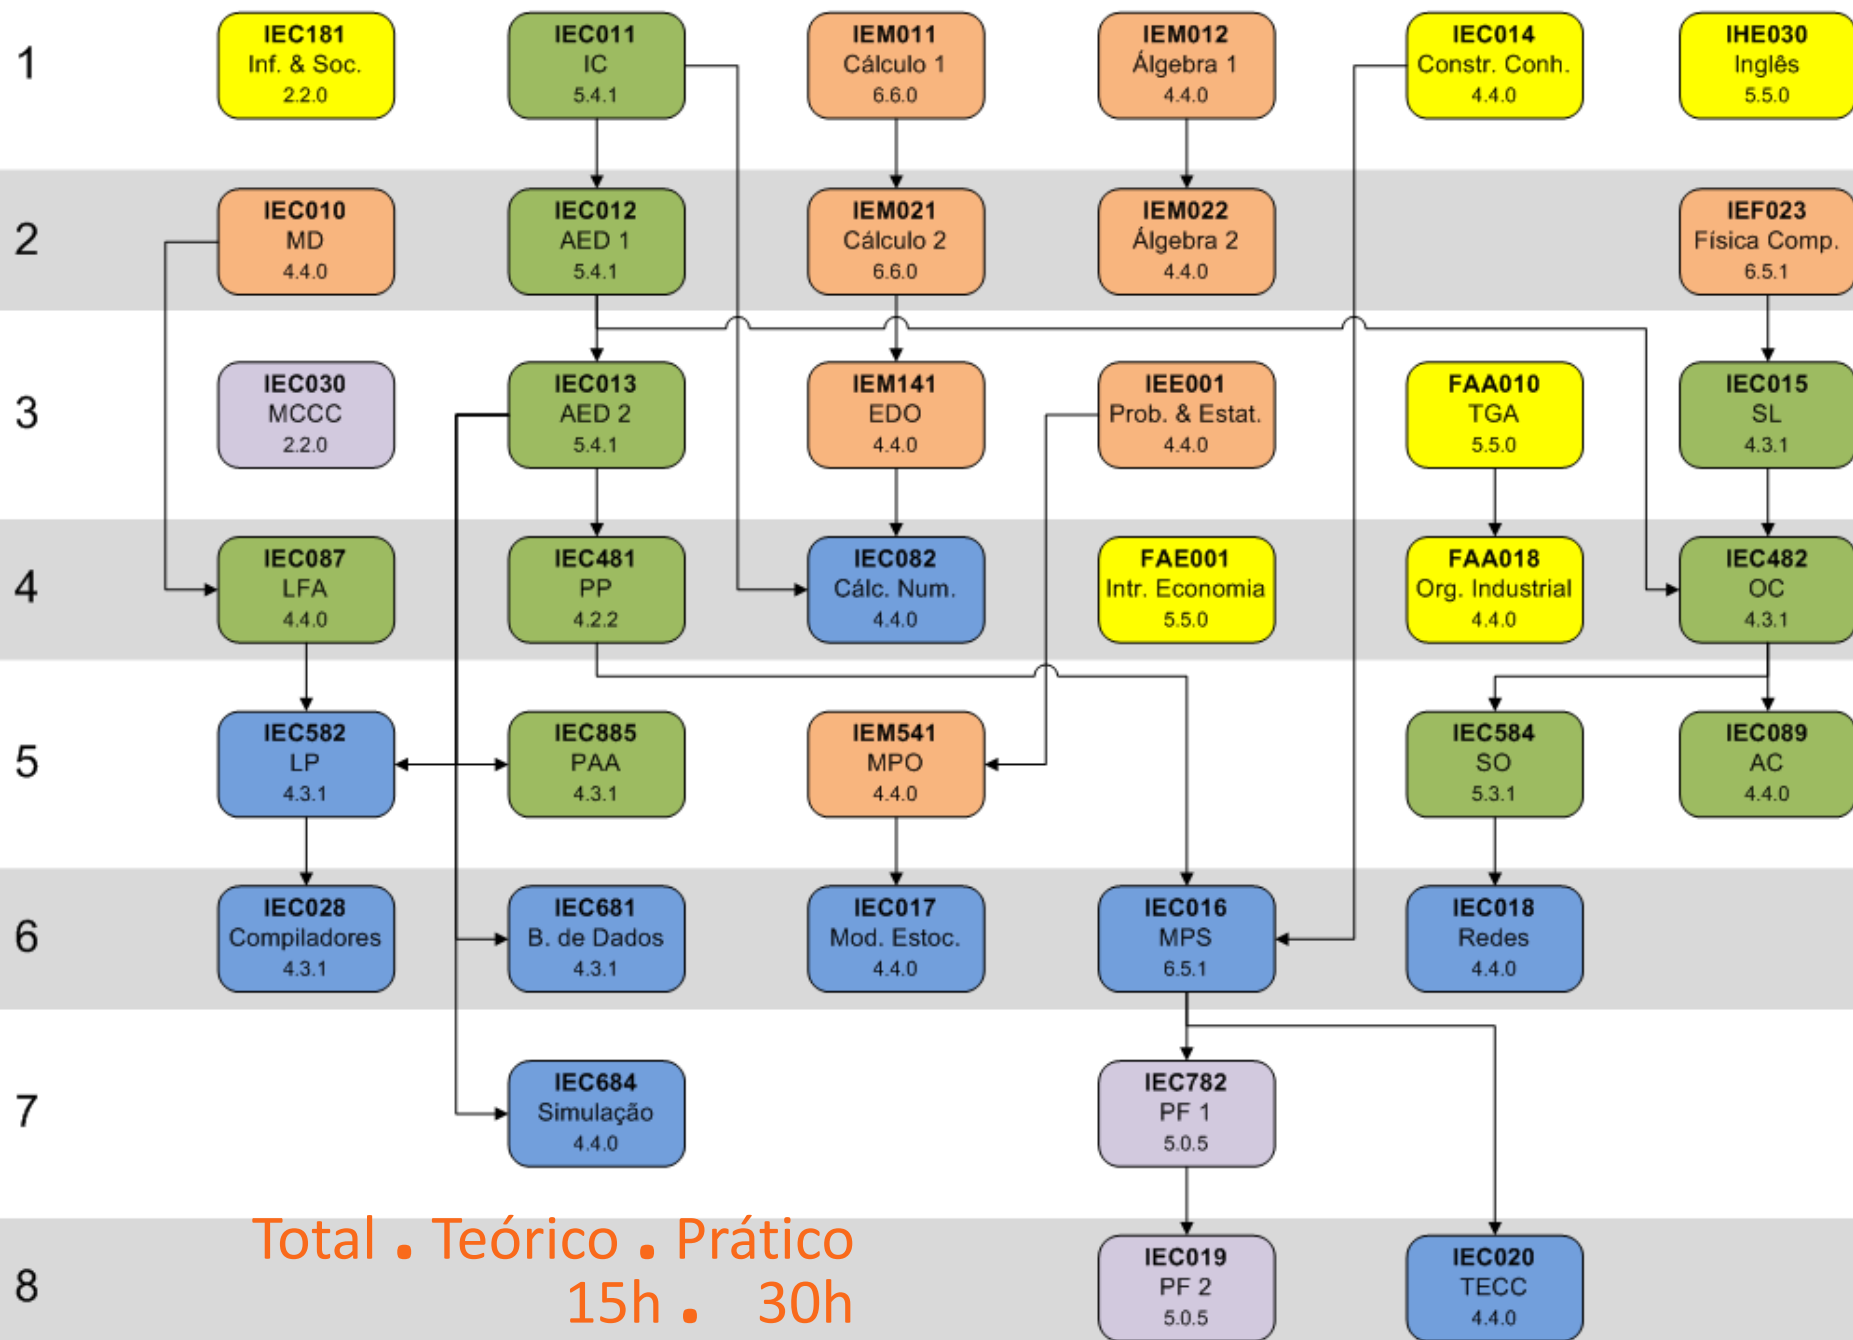 1
IEC181
Inf. & Soc.
2.2.0
IEC011
IC
5.4.1
IEM011
Cálculo 1
6.6.0
IEM012
Álgebra 1
4.4.0
IEC014
Constr. Conh.
4.4.0
IHE030
Inglês
5.5.0
2
IEC010
MD
4.4.0
IEC012
AED 1
5.4.1
IEM021
Cálculo 2
6.6.0
IEM022
Álgebra 2
4.4.0
IEF023
Física Comp.
6.5.1
3
IEC030
MCCC
2.2.0
IEC013
AED 2
5.4.1
IEM141
EDO
4.4.0
IEE001
Prob. & Estat.
4.4.0
FAA010
TGA
5.5.0
IEC015
SL
4.3.1
4
IEC087
LFA
4.4.0
IEC481
PP
4.2.2
IEC082
Cálc. Num.
4.4.0
FAE001
Intr. Economia
5.5.0
FAA018
Org. Industrial
4.4.0
IEC482
OC
4.3.1
5
IEC582
LP
4.3.1
IEC885
PAA
4.3.1
IEM541
MPO
4.4.0
IEC584
SO
5.3.1
IEC089
AC
4.4.0
6
IEC028
Compiladores
4.3.1
IEC681
B. de Dados
4.3.1
IEC017
Mod. Estoc.
4.4.0
IEC016
MPS
6.5.1
IEC018
Redes
4.4.0
7
IEC684
Simulação
4.4.0
IEC782
PF 1
5.0.5
8
Total . Teórico . Prático
15h . 30h
IEC019
PF 2
5.0.5
IEC020
TECC
4.4.0